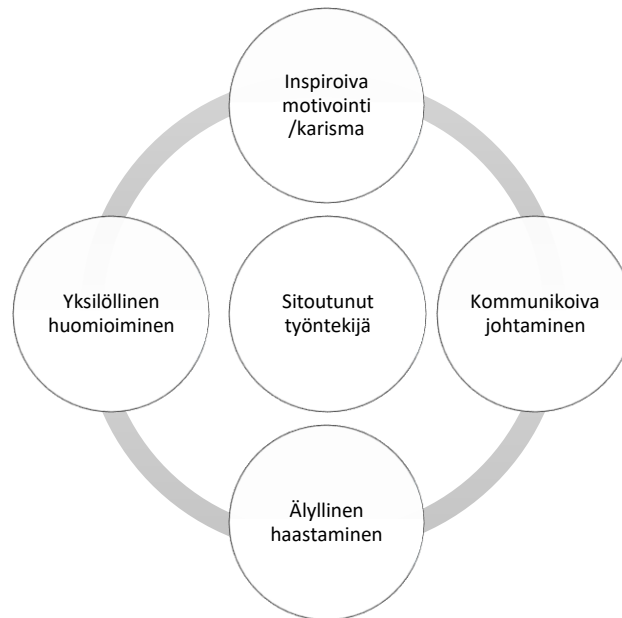 Inspiroiva
motivointi
/karisma
Yksilöllinen
huomioiminen
Sitoutunut
työntekijä
Kommunikoiva
johtaminen
Älyllinen
haastaminen